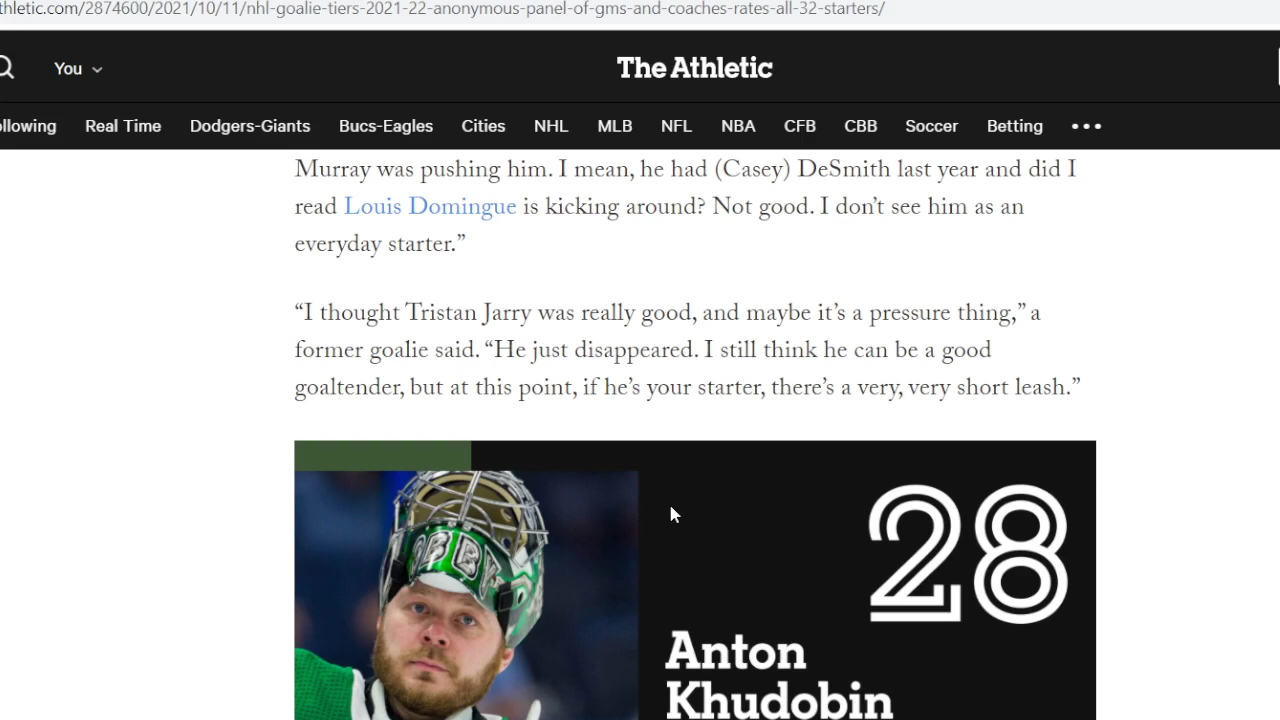 thletic.com/2874600/2021/10/11/nhl-goalie-tiers-2021-22-anonymous-panel-of-gms-and-coaches-rates-all-32-starters/
You
The Athletic
ollowing Real Time Dodgers-Giants Bucs-Eagles Cities NHL MLB NFL NBA CFB CBB Soccer Betting
Murray was pushing him. I mean, he had (Casey) DeSmith last year and did I
read Louis Domingue is kicking around? Not good. I don’t see him as an
everyday starter.”
“I thought Tristan Jarry was really good, and maybe it’s a pressure thing,” a
former goalie said. “He just disappeared. I still think he can be a good
goaltender, but at this point, if he’s your starter, there’s a very, very short leash.”
28
Anton
Khudobin